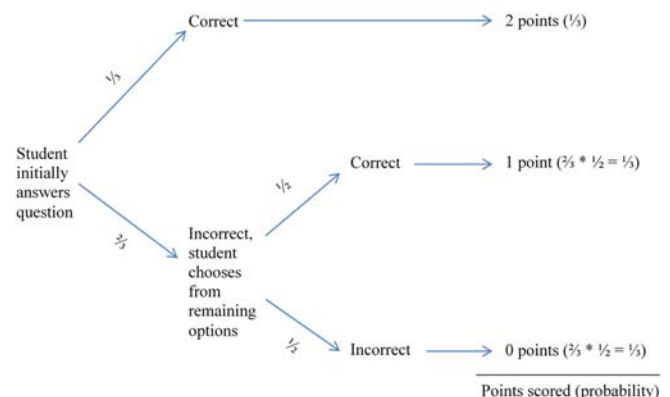 Correct
2 points (⅓)
⅓
Student
initially
answers
question
Correct
1 point (⅔ * ½ = ⅓)
½
⅔
Incorrect,
student
chooses
from
remaining
options
½
Incorrect
0 points (⅔ * ½ = ⅓)
Points scored (probability)